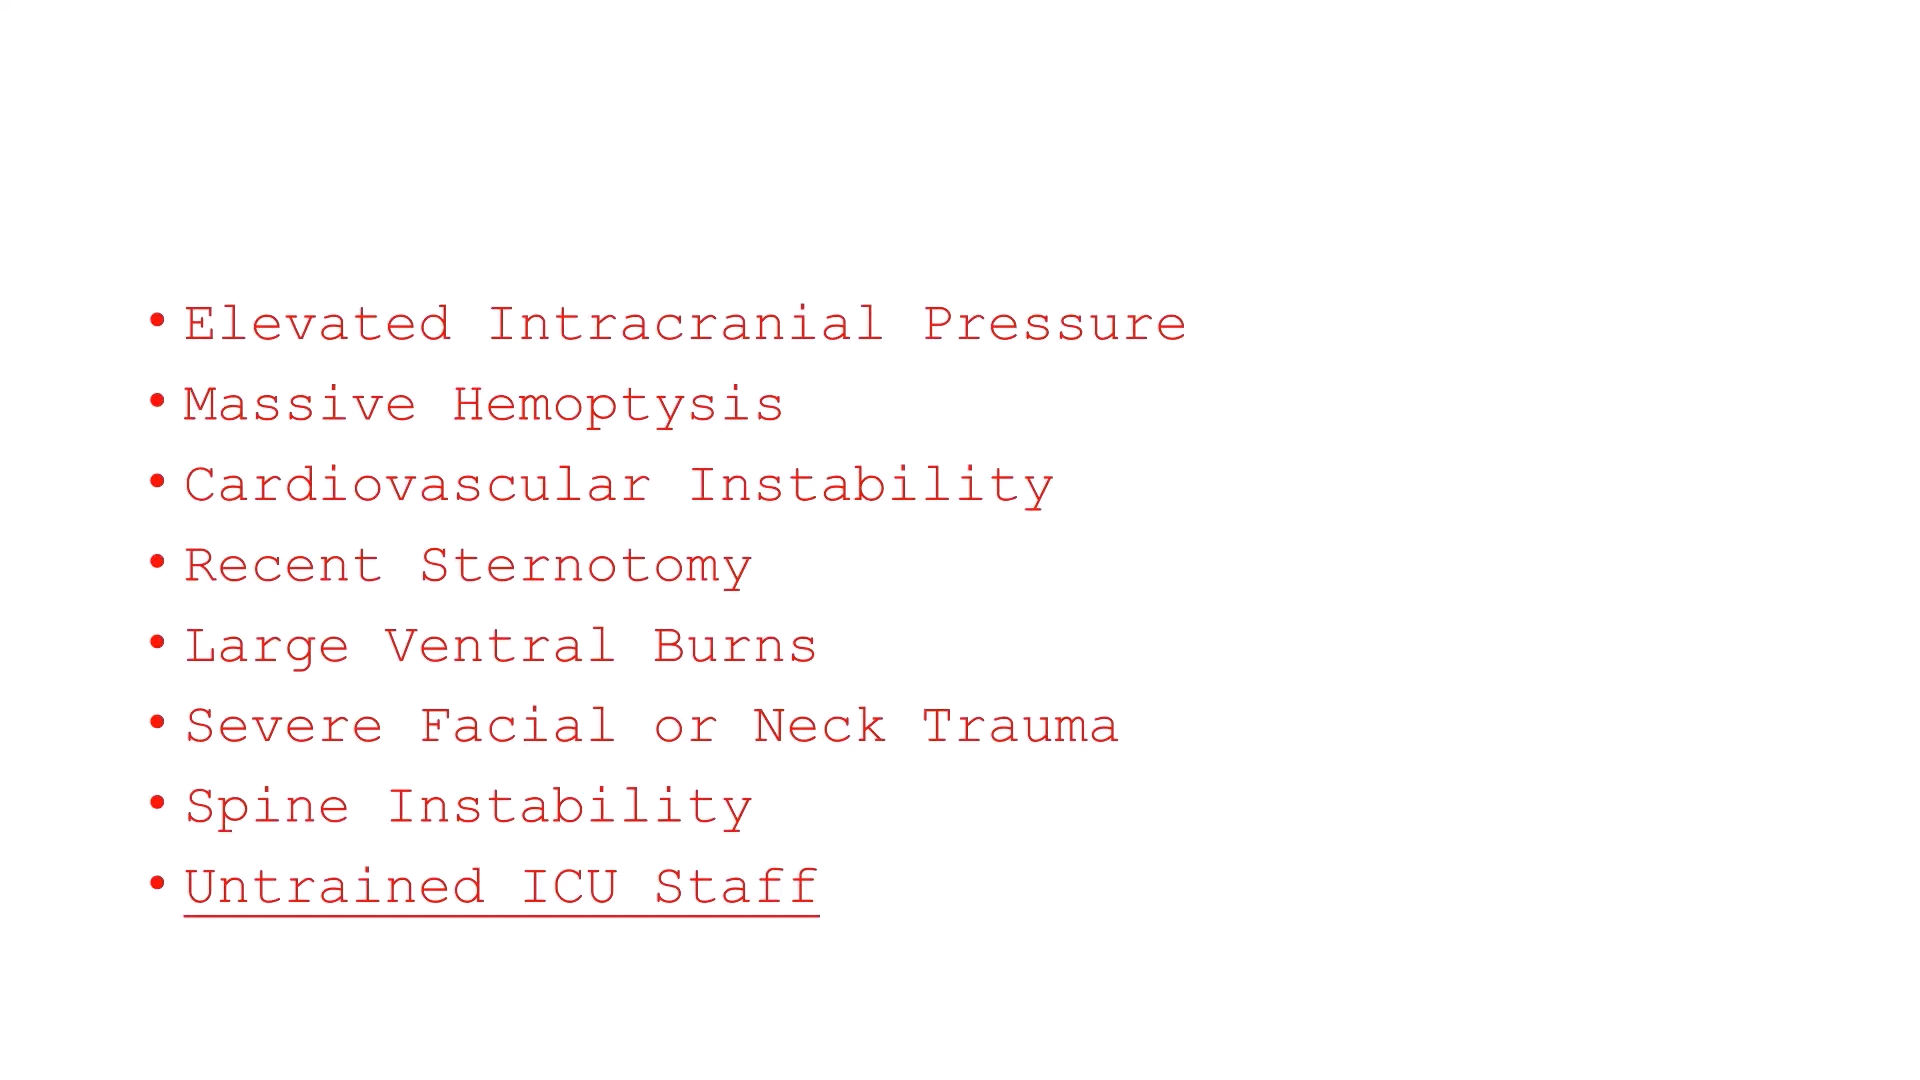 • Elevated Intracranial Pressure
• Massive Hemoptysis
• Cardiovascular Instability
• Recent Sternotomy
• Large Ventral Burns
• Severe Facial or Neck Trauma
• Spine Instability
• Untrained ICU Staff